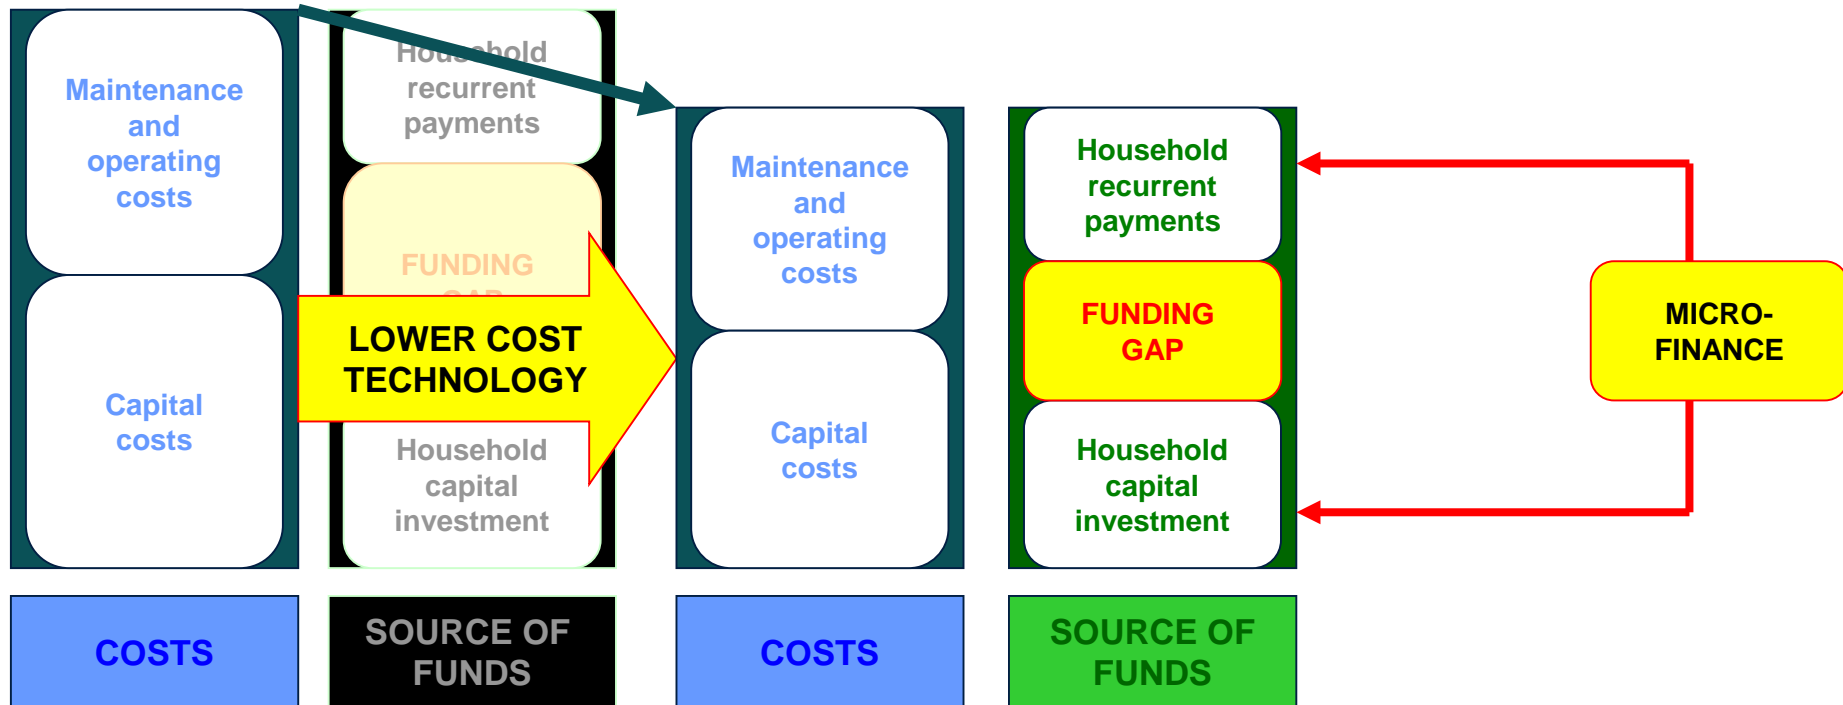 Maintenance
and
operating
costs
Capital
costs
COSTS
Household
recurrent
payments
FUNDING
GAP
Household
capital
investment
SOURCE OF
FUNDS
LOWER COST
TECHNOLOGY
Maintenance
and
operating
costs
Capital
costs
COSTS
Household
recurrent
payments
FUNDING
GAP
Household
capital
investment
SOURCE OF
FUNDS
MICRO-
FINANCE